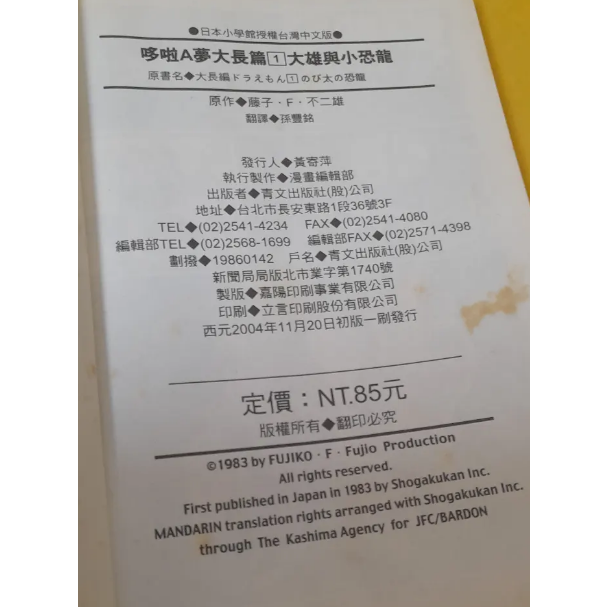 ●日本小學館授權台灣中文版●
哆啦A夢大長篇1大雄與小恐龍
原書名◆大長編ドラえもん1のび太の恐龍
原作◆藤子・F・不二雄
翻譯◆孫豐銘
發行人◆黃寄萍
執行製作◆漫畫編輯部
出版者◆青文出版社(股)公司
地址◆台北市長安東路1段36號3F
TEL◆(02)2541-4234 FAX◆(02)2541-4080
編輯部TEL◆(02)2568-1699 編輯部FAX◆(02)2571-4398
劃撥◆19860142 戶名◆青文出版社(股)公司
新聞局局版北市業字第1740號
製版◆嘉陽印刷事業有限公司
印刷◆立言印刷股份有限公司
西元2004年11月20日初版一刷發行
定價：NT.85元
版權所有◆翻印必究
©1983 by FUJIKO・F・Fujio Production
All rights reserved.
First published in Japan in 1983 by Shogakukan Inc.
MANDARIN translation rights arranged with Shogakukan Inc.
through The Kashima Agency for JFC/BARDON